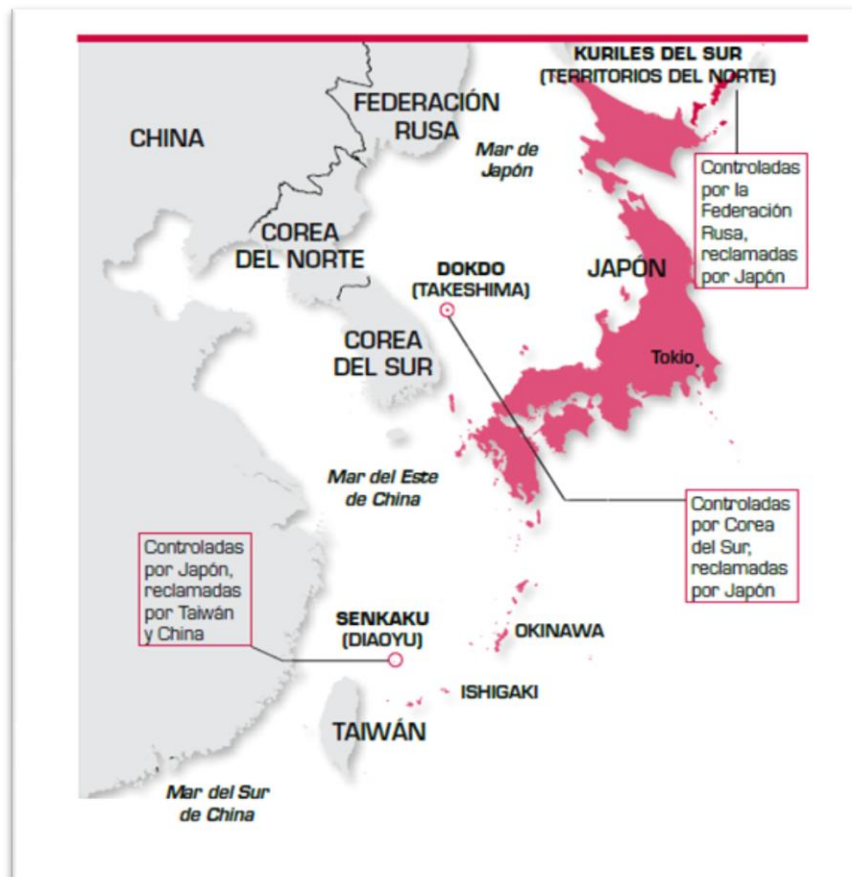 KURILES DEL SUR
(TERRITORIOS DEL NORTE)
FEDERACIÓN
RUSA
CHINA
Mar de
Japón
Controladas
por la
Federación
Rusa,
reclamadas
por Japón
COREA
DEL NORTE
DOKDO
(TAKESHIMA)
JAPÓN
COREA
DEL SUR
Tokio
Mar del Este
de China
Controladas
por Corea
del Sur,
reclamadas
por Japón
Controladas
por Japón,
reclamadas
por Taiwán
y China
SENKAKU
(DIAOYU)
OKINAWA
ISHIGAKI
TAIWÁN
Mar del Sur
de China